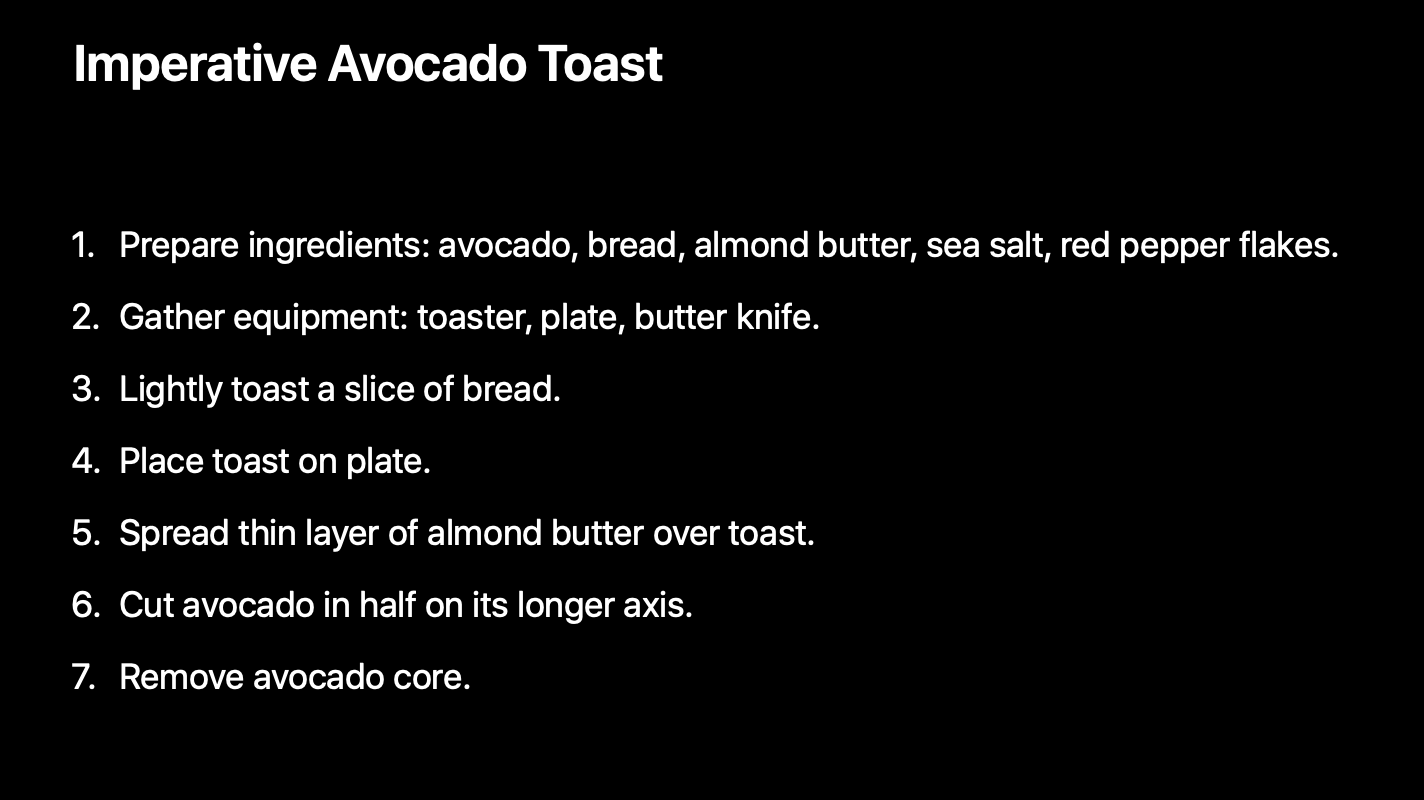 Imperative Avocado Toast
1. Prepare ingredients: avocado, bread, almond butter, sea salt, red pepper flakes.
2. Gather equipment: toaster, plate, butter knife.
3. Lightly toast a slice of bread.
4. Place toast on plate.
5. Spread thin layer of almond butter over toast.
6. Cut avocado in half on its longer axis.
7. Remove avocado core.